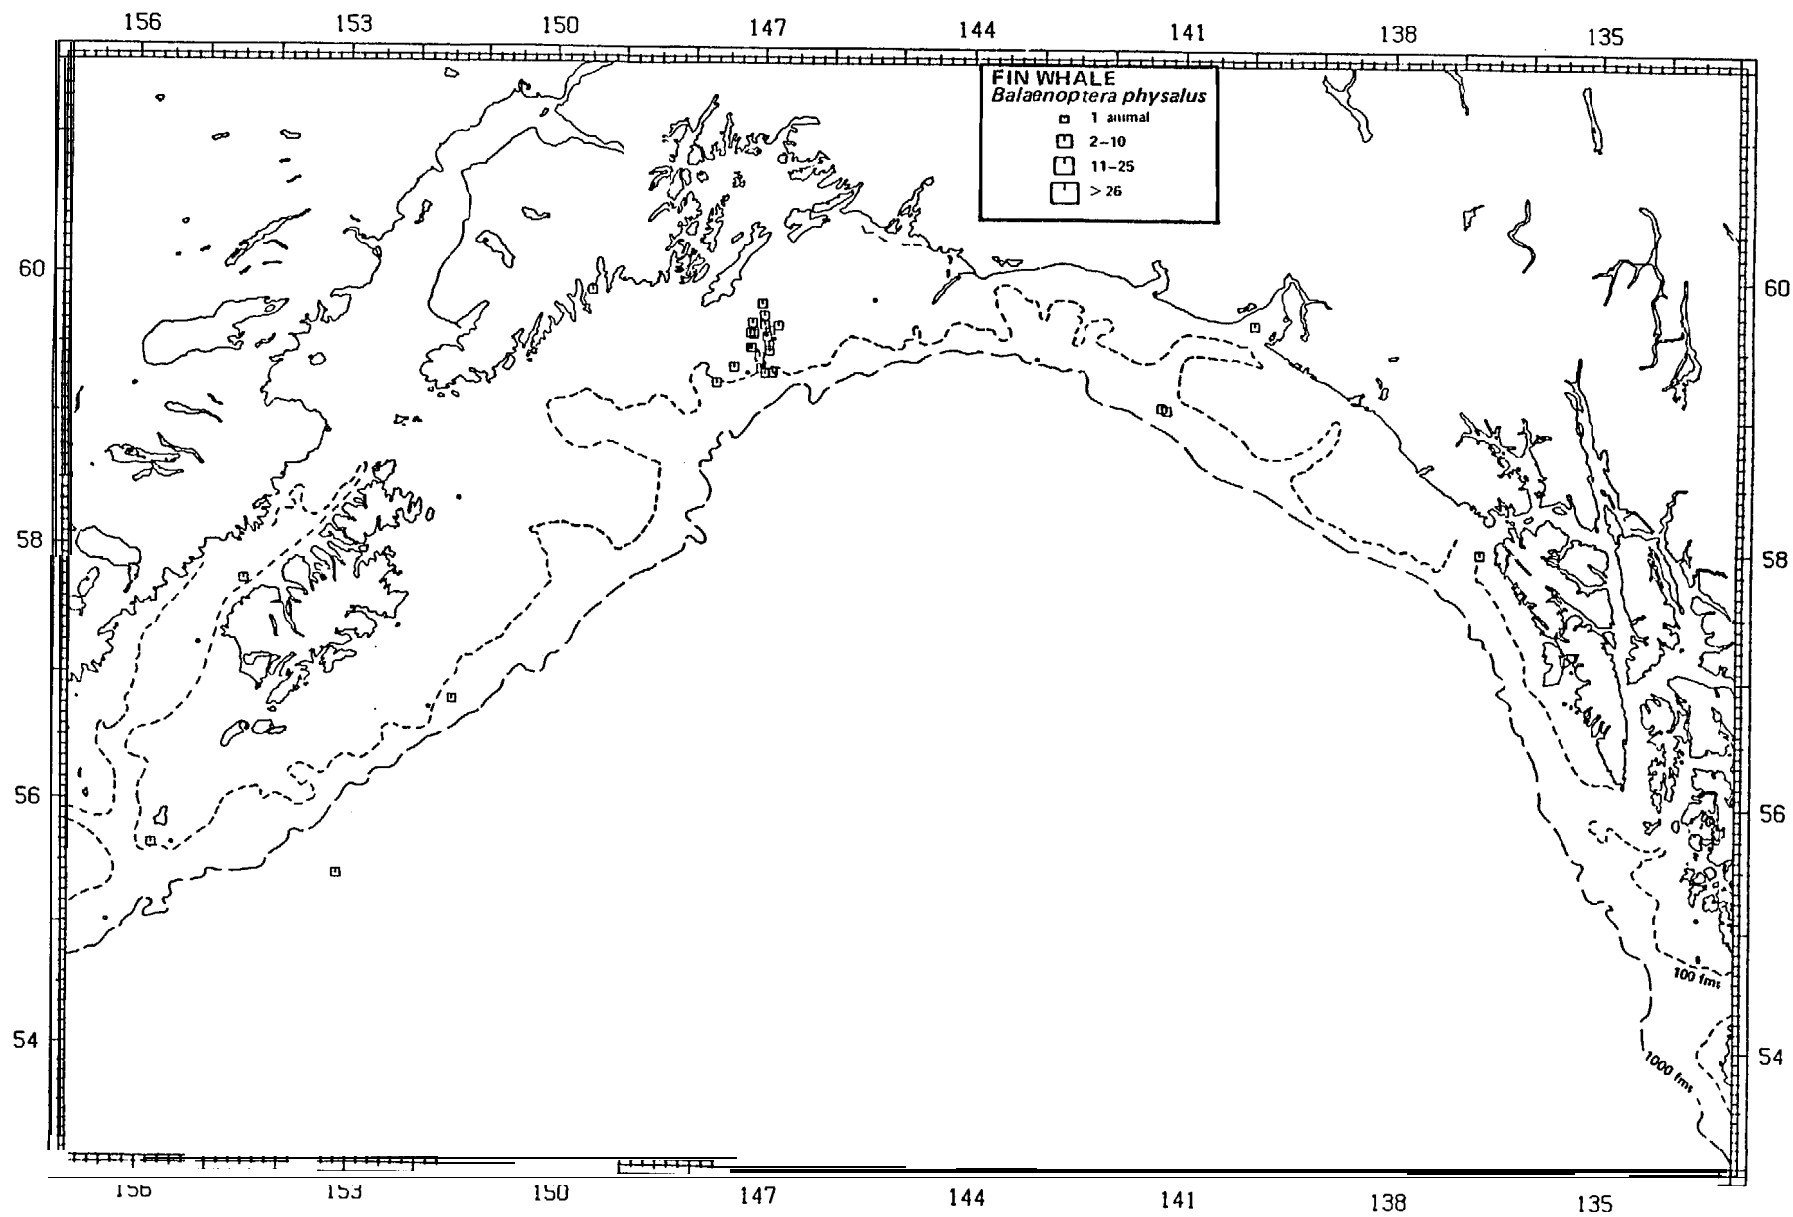 156 153 150 147 144 141 138 135
FIN WHALE
Balaenoptera physalus
1 animal
2-10
11-25
> 26
60 60
58 58
56 56
100 fms
54 54
1000 fms
156 153 150 147 144 141 138 135